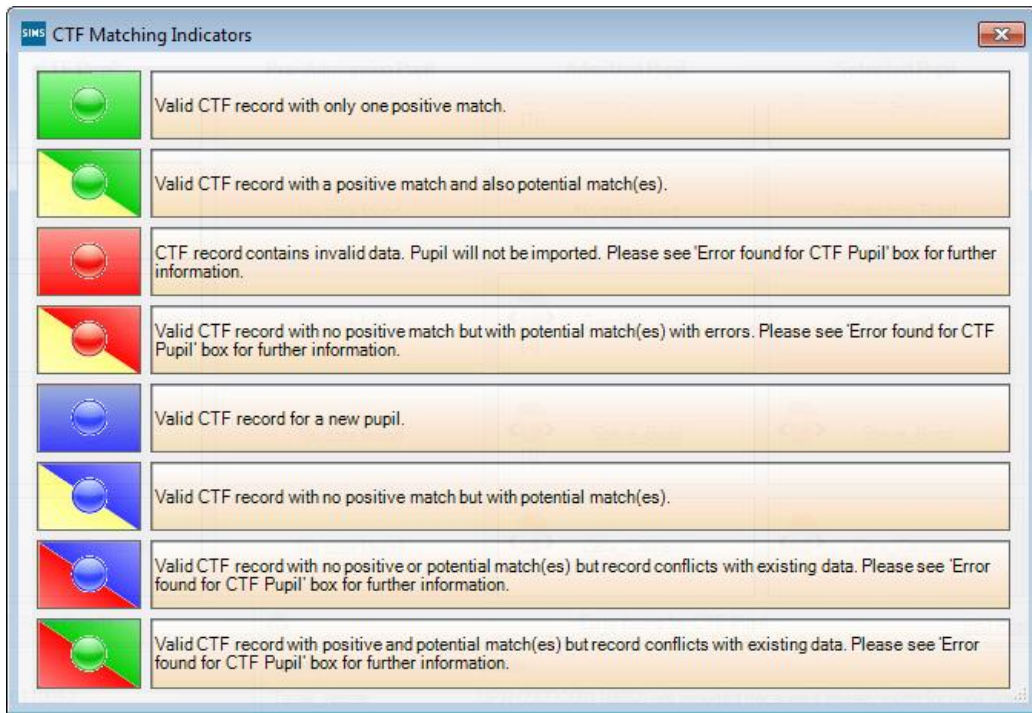 SIMS CTF Matching Indicators
Valid CTF record with only one positive match.
Valid CTF record with a positive match and also potential match(es).
CTF record contains invalid data. Pupil will not be imported. Please see 'Error found for CTF Pupil' box for further
information.
Valid CTF record with no positive match but with potential match(es) with errors. Please see 'Error found for CTF
Pupil' box for further information.
Valid CTF record for a new pupil.
Valid CTF record with no positive match but with potential match(es).
Valid CTF record with no positive or potential match(es) but record conflicts with existing data. Please see 'Error
found for CTF Pupil' box for further information.
Valid CTF record with positive and potential match(es) but record conflicts with existing data. Please see 'Error
found for CTF Pupil' box for further information.